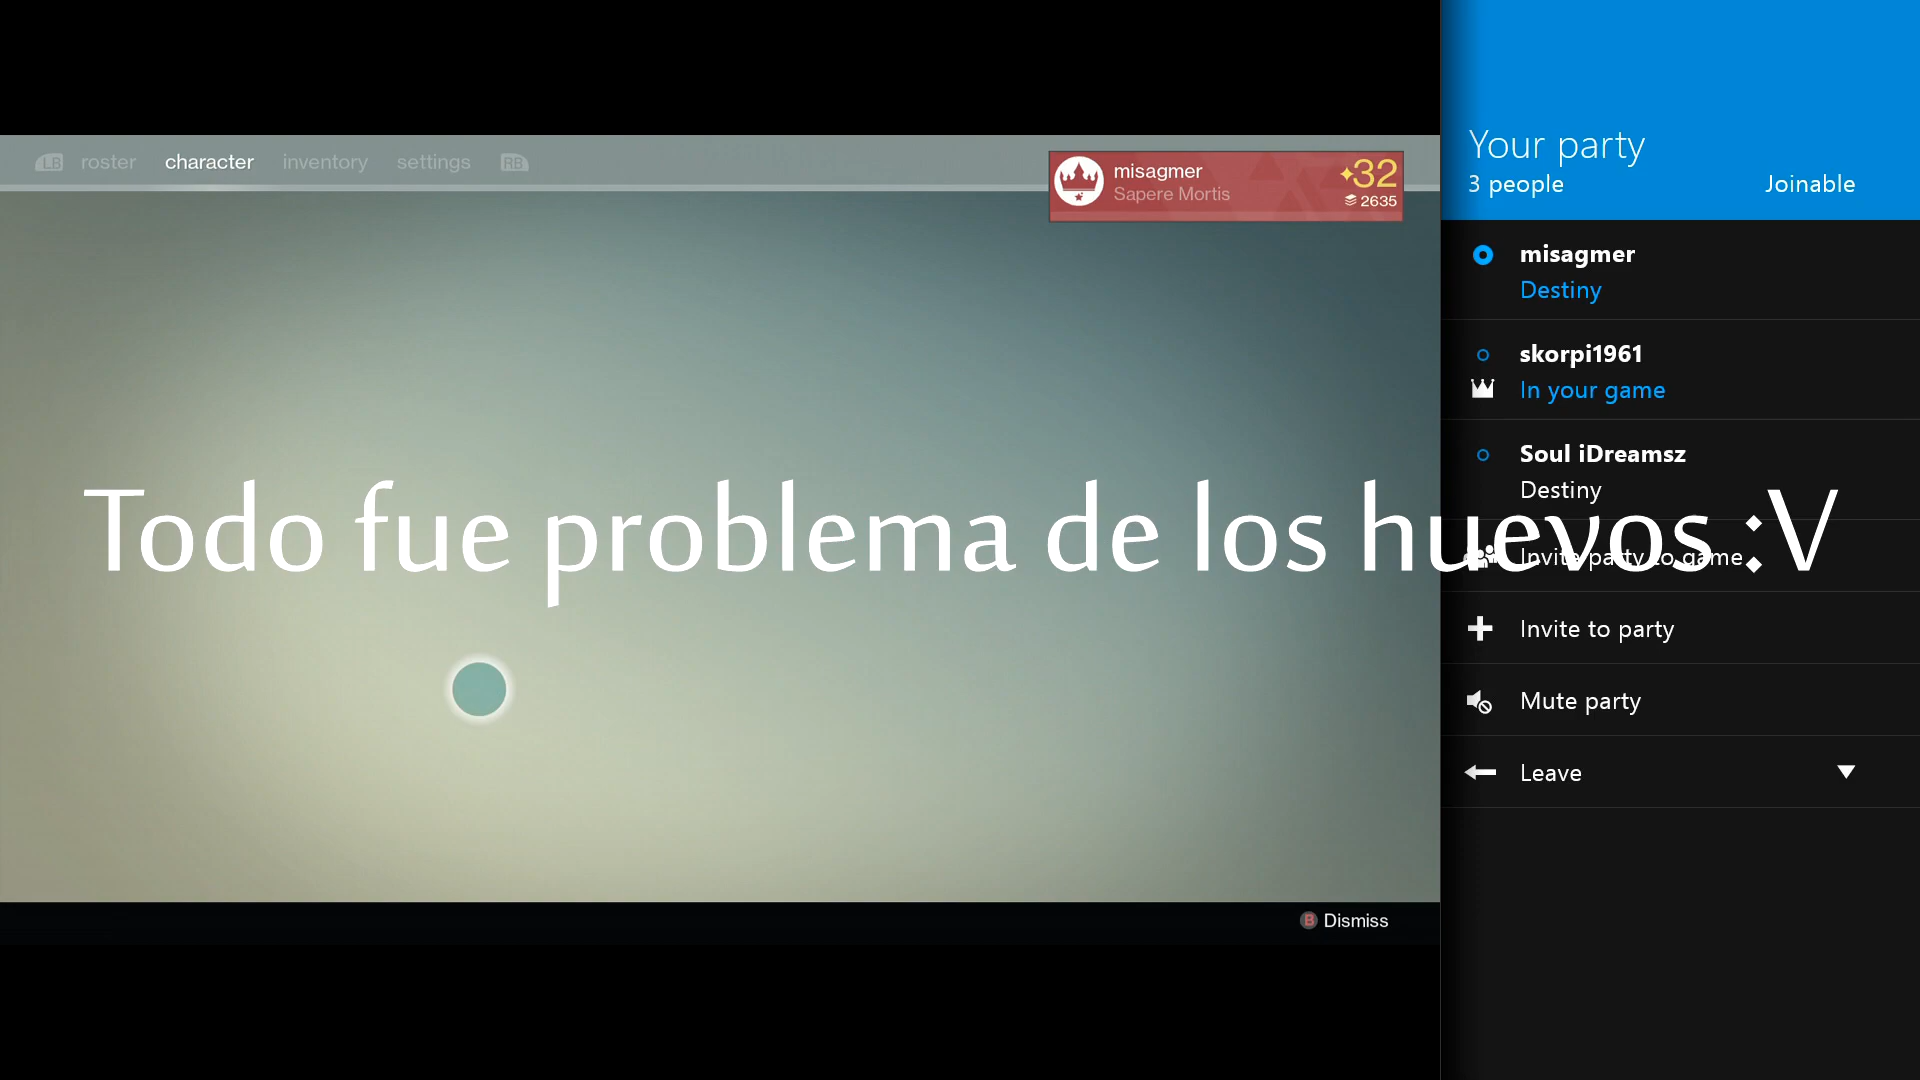 LB roster character inventory settings RB
misagmer
Sapere Mortis
32
2635
Your party
3 people Joinable
misagmer
Destiny
skorpi1961
In your game
Soul iDreamsz
Destiny
Todo fue problema de los huevos :V
Invite party to game
Invite to party
Mute party
Leave
B Dismiss